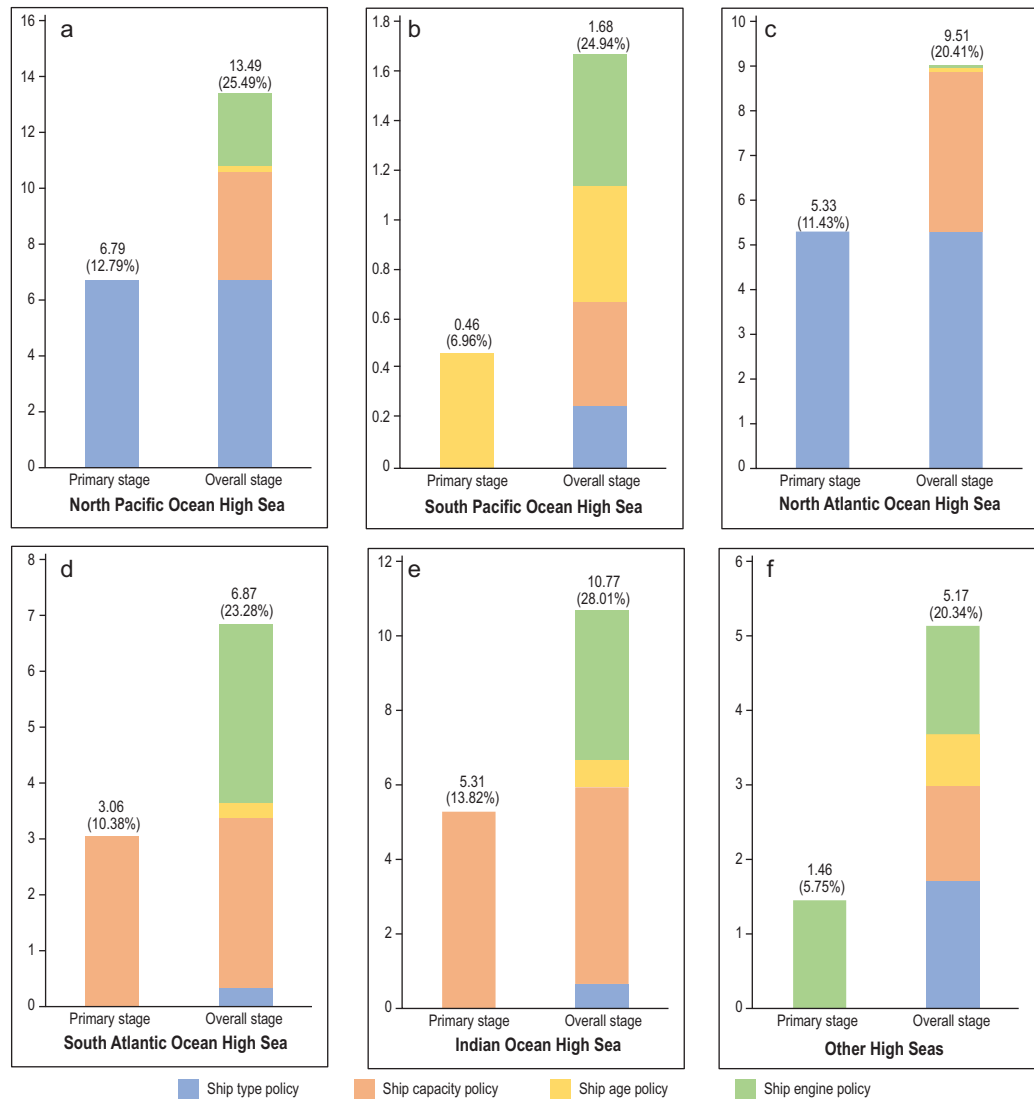 a
16
14
12
10
8
6
4
2
0
13.49
(25.49%)
6.79
(12.79%)
Primary stage
Overall stage
North Pacific Ocean High Sea
b
1.8
1.6
1.4
1.2
1
0.8
0.6
0.4
0.2
0
1.68
(24.94%)
0.46
(6.96%)
Primary stage
Overall stage
South Pacific Ocean High Sea
c
10
9
8
7
6
5
4
3
2
1
0
9.51
(20.41%)
5.33
(11.43%)
Primary stage
Overall stage
North Atlantic Ocean High Sea
d
8
7
6
5
4
3
2
1
0
6.87
(23.28%)
3.06
(10.38%)
Primary stage
Overall stage
South Atlantic Ocean High Sea
e
12
10
8
6
4
2
0
10.77
(28.01%)
5.31
(13.82%)
Primary stage
Overall stage
Indian Ocean High Sea
f
6
5
4
3
2
1
0
5.17
(20.34%)
1.46
(5.75%)
Primary stage
Overall stage
Other High Seas
Ship type policy
Ship capacity policy
Ship age policy
Ship engine policy